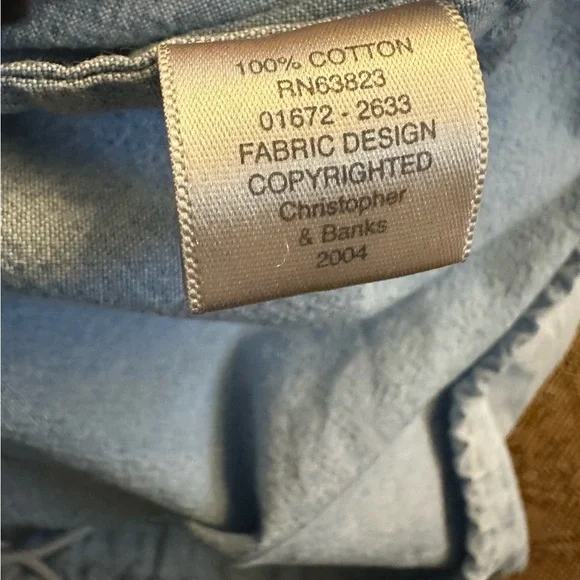 100% COTTON
RN63823
01672 - 2633
FABRIC DESIGN
COPYRIGHTED
Christopher
& Banks
2004